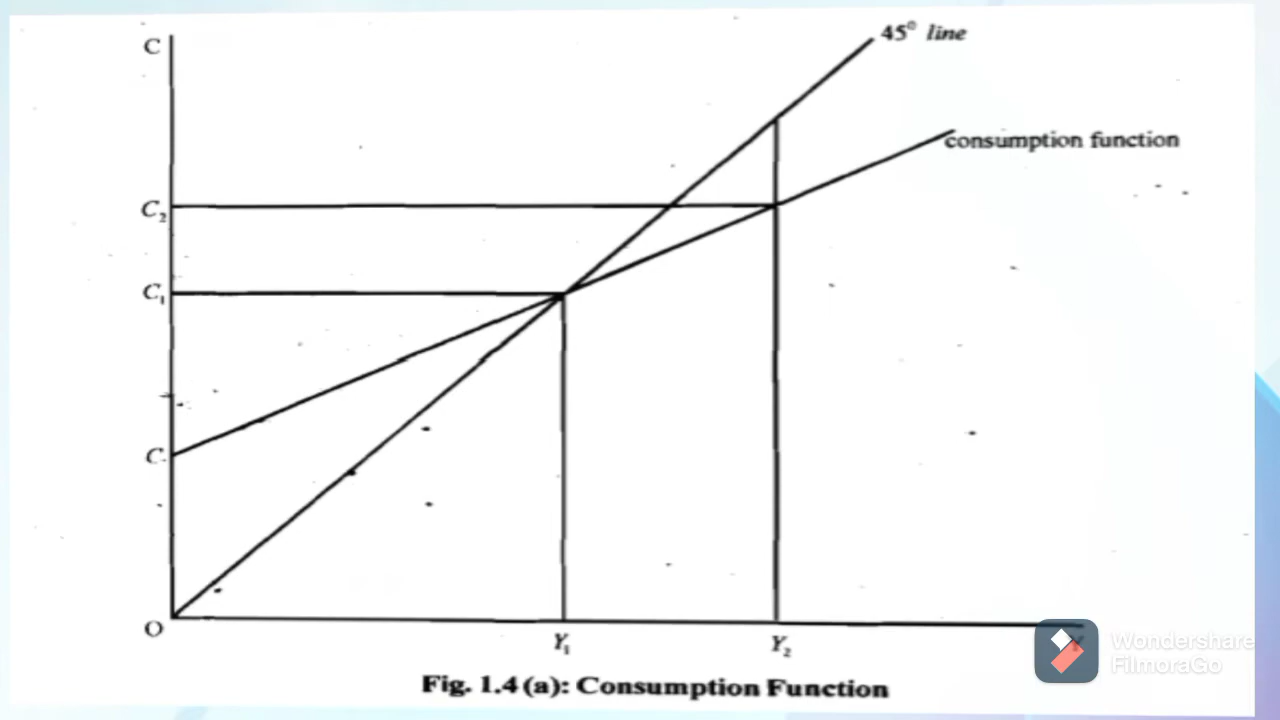 C
45° line
consumption function
C₂
C₁
C
O
Y₁
Y₂
Y
Wondershare
FilmoraGo
Fig. 1.4 (a): Consumption Function